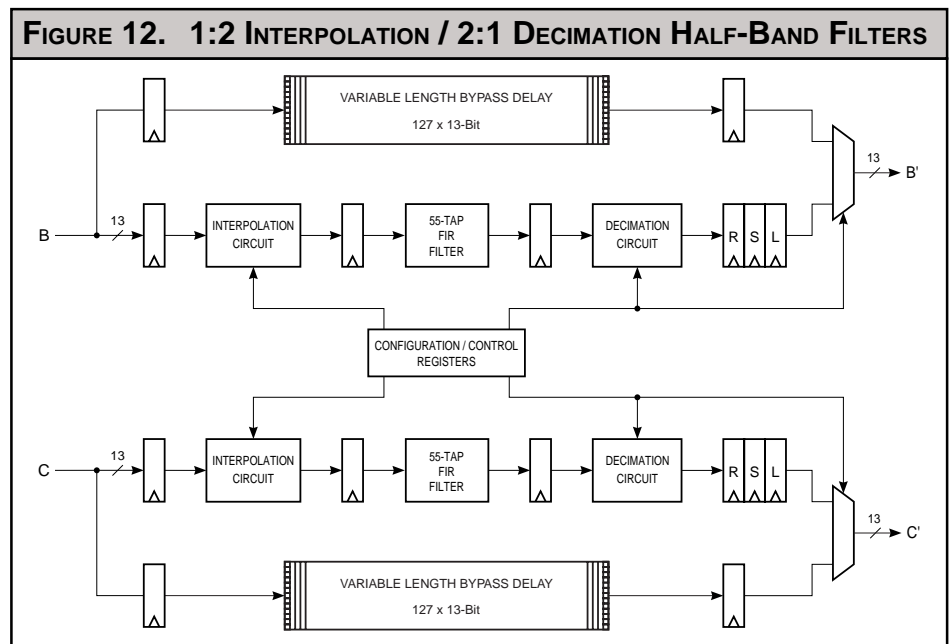 FIGURE 12. 1:2 INTERPOLATION / 2:1 DECIMATION HALF-BAND FILTERS
VARIABLE LENGTH BYPASS DELAY
127 x 13-Bit
13
B'
B
13
INTERPOLATION
CIRCUIT
55-TAP
FIR
FILTER
DECIMATION
CIRCUIT
R S L
CONFIGURATION / CONTROL
REGISTERS
C
13
INTERPOLATION
CIRCUIT
55-TAP
FIR
FILTER
DECIMATION
CIRCUIT
R S L
13
C'
VARIABLE LENGTH BYPASS DELAY
127 x 13-Bit